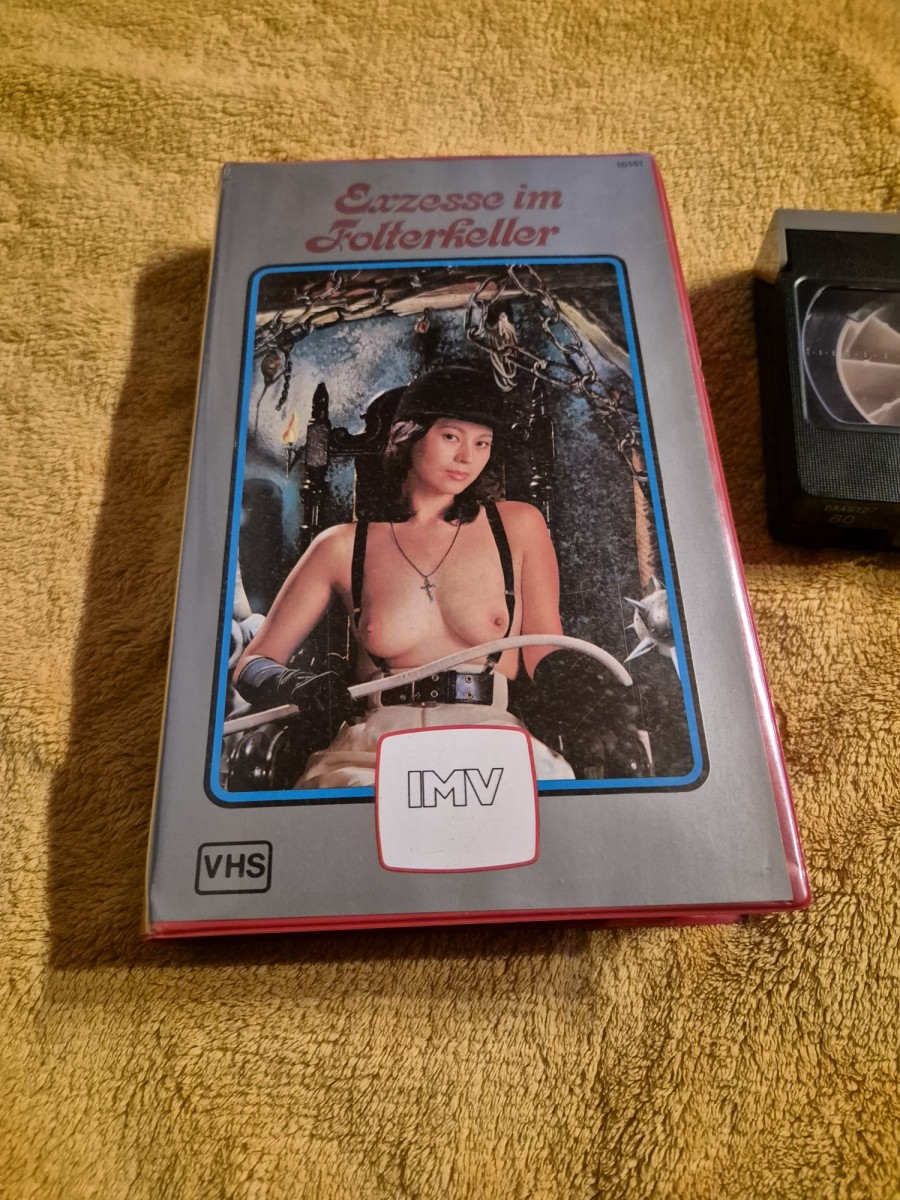 Exzesse im
Folterkeller
IMV
VHS